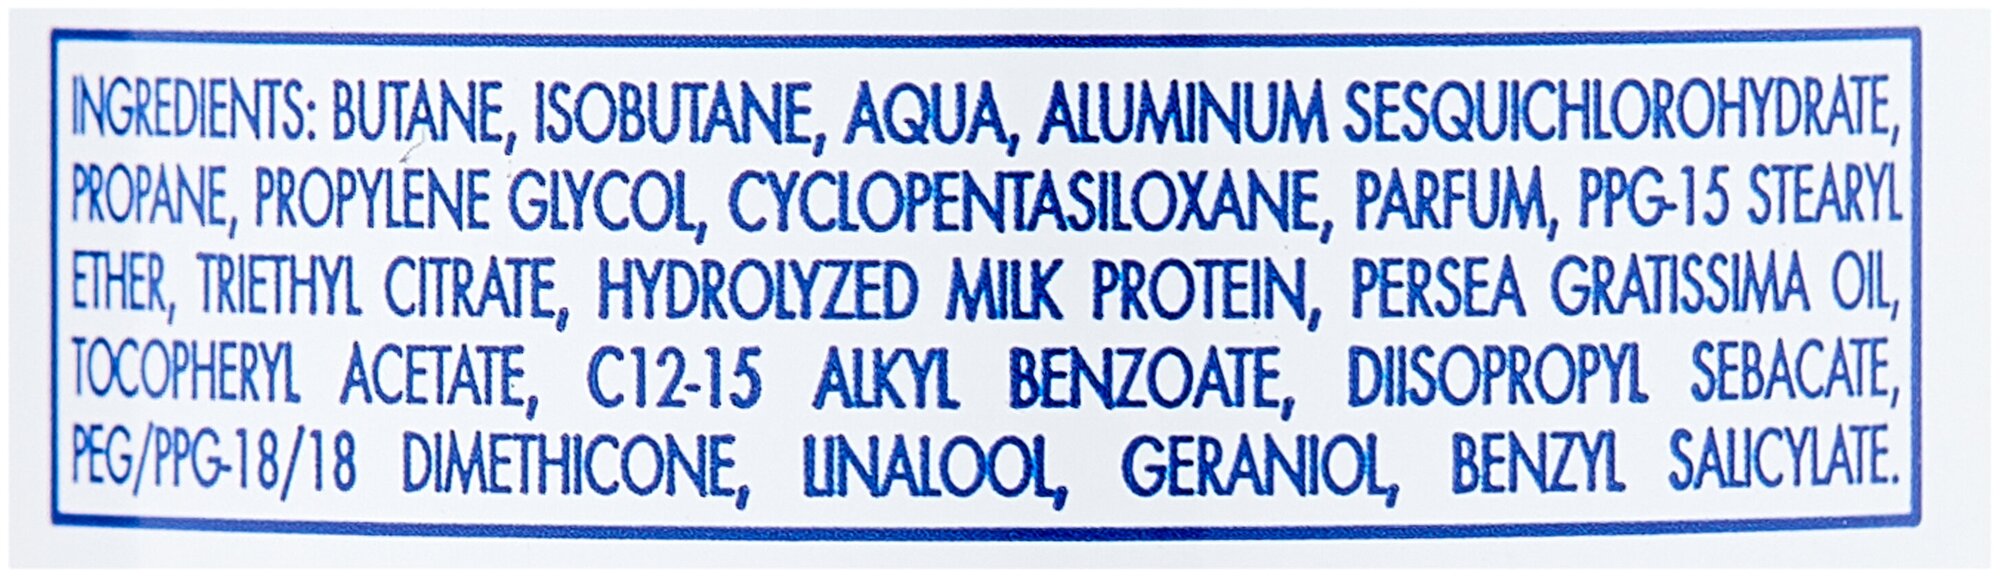 INGREDIENTS: BUTANE, ISOBUTANE, AQUA, ALUMINUM SESQUICHLOROHYDRATE,
PROPANE, PROPYLENE GLYCOL, CYCLOPENTASILOXANE, PARFUM, PPG-15 STEARYL
ETHER, TRIETHYL CITRATE, HYDROLYZED MILK PROTEIN, PERSEA GRATISSIMA OIL,
TOCOPHERYL ACETATE, C12-15 ALKYL BENZOATE, DIISOPROPYL SEBACATE,
PEG/PPG-18/18 DIMETHICONE, LINALOOL, GERANIOL, BENZYL SALICYLATE.